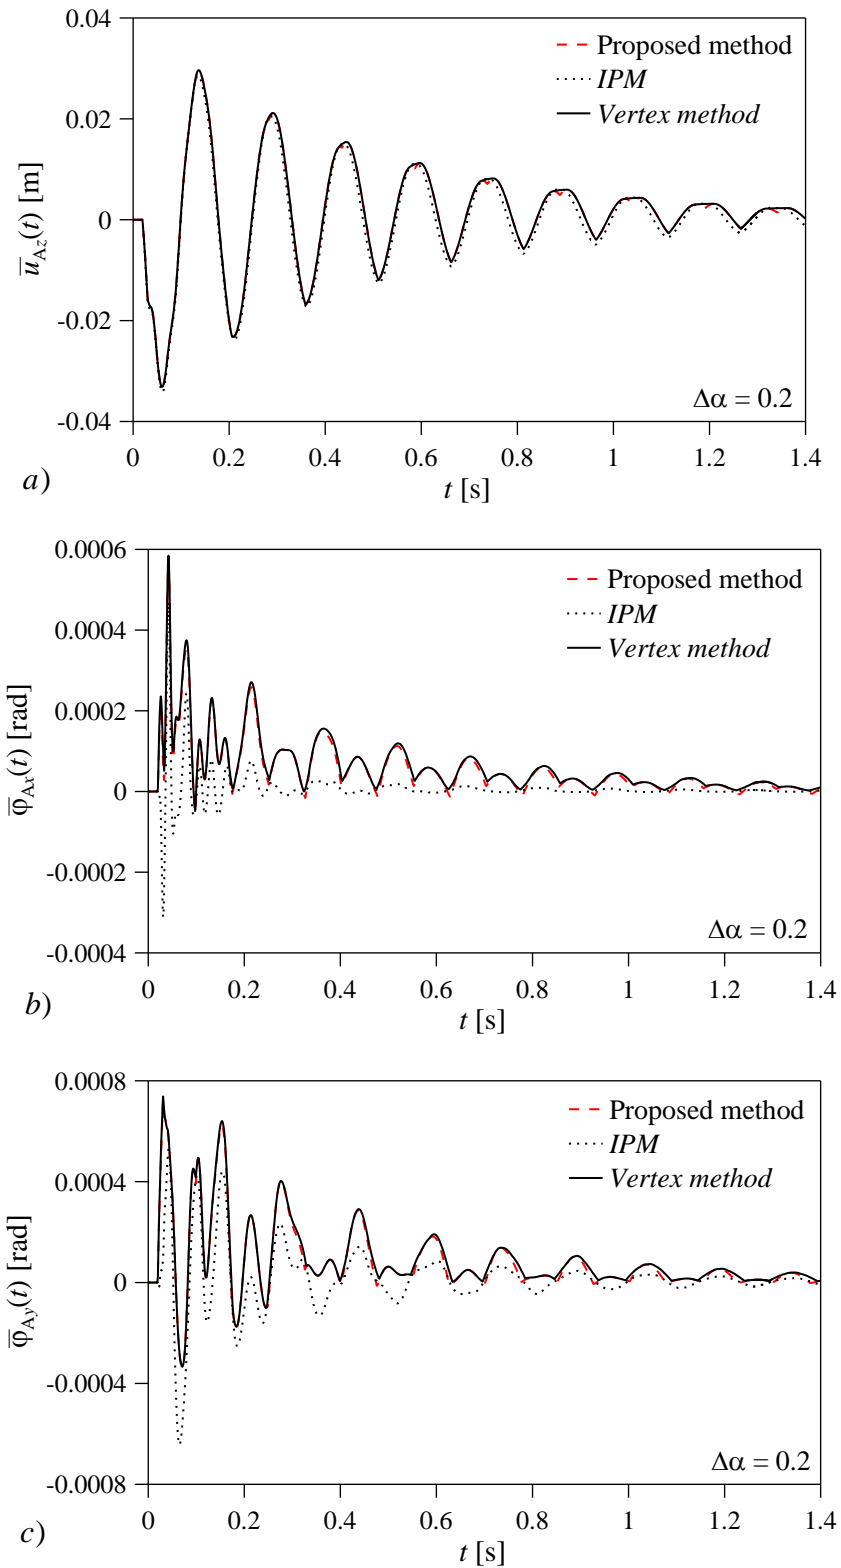 0.04
0.02
0
-0.02
-0.04
u̅Az(t) [m]
Proposed method
IPM
Vertex method
Δα = 0.2
0 0.2 0.4 0.6 0.8 1 1.2 1.4
a) t [s]
0.0006
0.0004
0.0002
0
-0.0002
-0.0004
φ̅Ax(t) [rad]
Proposed method
IPM
Vertex method
Δα = 0.2
0 0.2 0.4 0.6 0.8 1 1.2 1.4
b) t [s]
0.0008
0.0004
0
-0.0004
-0.0008
φ̅Ay(t) [rad]
Proposed method
IPM
Vertex method
Δα = 0.2
0 0.2 0.4 0.6 0.8 1 1.2 1.4
c) t [s]